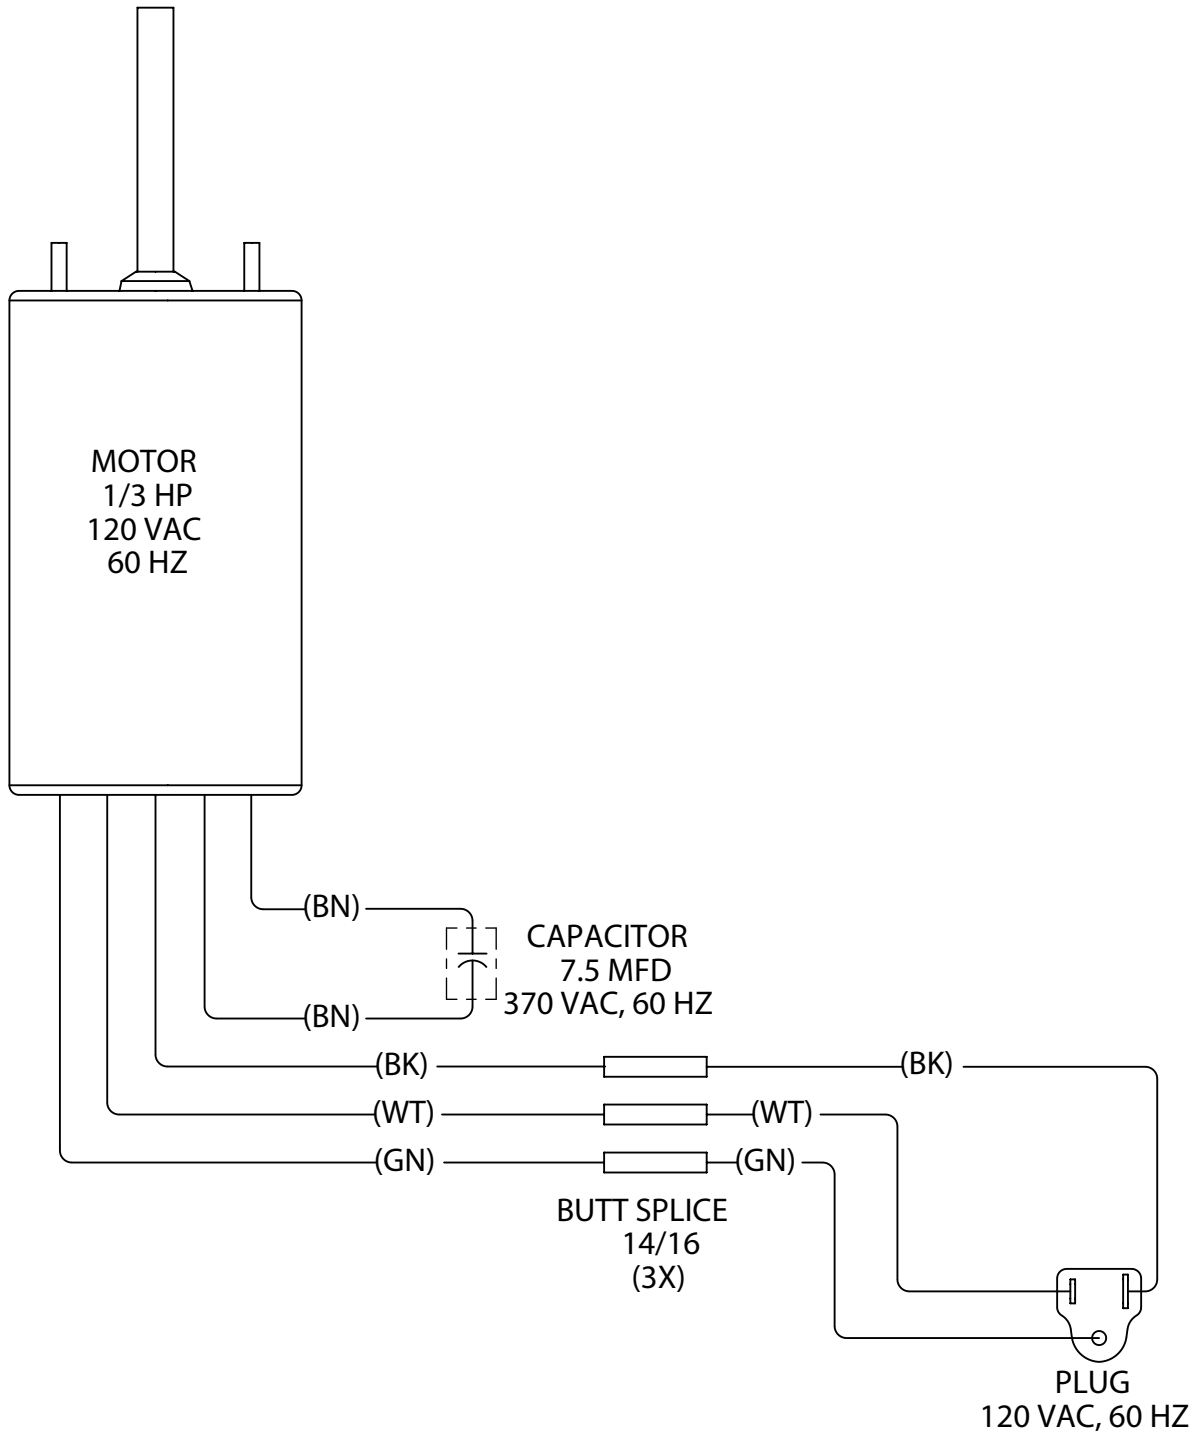 MOTOR
1/3 HP
120 VAC
60 HZ
(BN)
CAPACITOR
7.5 MFD
370 VAC, 60 HZ
(BN)
(BK)
(BK)
(WT)
(WT)
(GN)
(GN)
BUTT SPLICE
14/16
(3X)
PLUG
120 VAC, 60 HZ